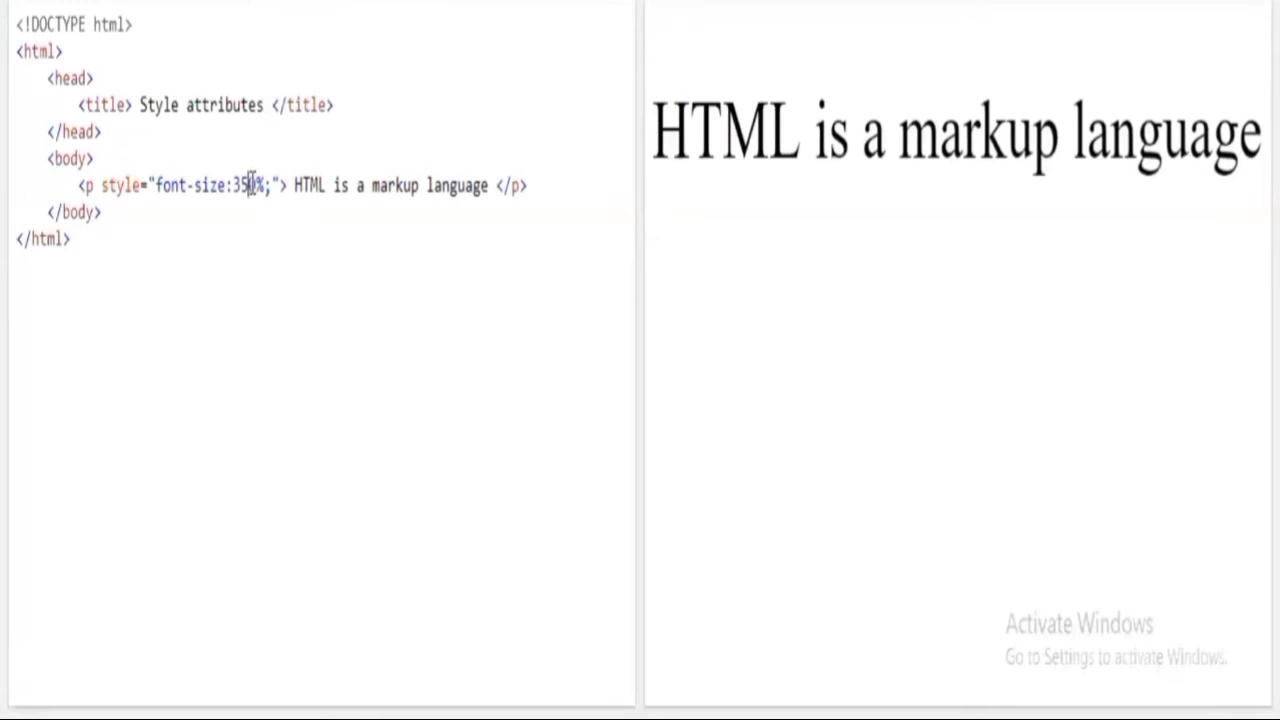 <!DOCTYPE html>
<html>
<head>
<title> Style attributes </title>
</head>
<body>
<p style="font-size:350%;"> HTML is a markup language </p>
</body>
</html>
HTML is a markup language
Activate Windows
Go to Settings to activate Windows.